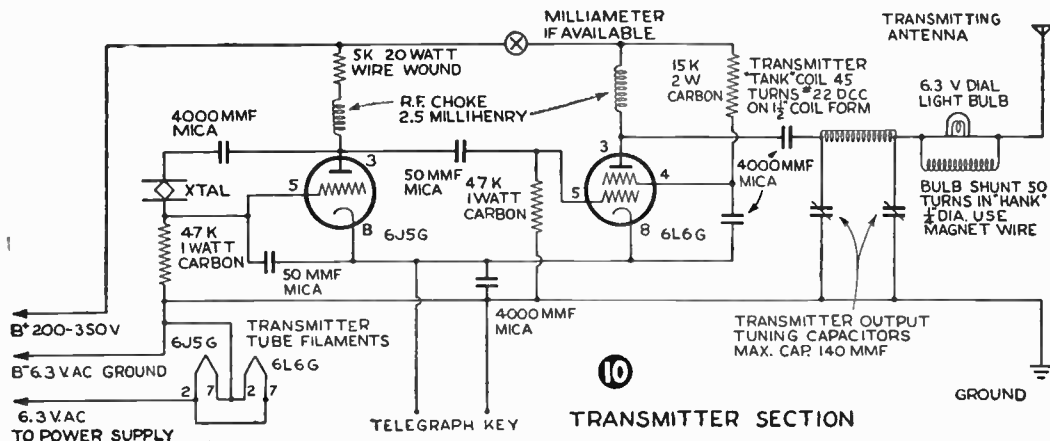 MILLIAMETER
IF AVAILABLE
TRANSMITTING
ANTENNA
5K 20 WATT
WIRE WOUND
15K
2 W
CARBON
TRANSMITTER
"TANK" COIL 45
TURNS #22 DCC
ON 1½" COIL FORM
6.3 V DIAL
LIGHT BULB
R.F. CHOKE
2.5 MILLIHENRY
4000 MMF
MICA
3
50 MMF
MICA
3
4000 MMF
MICA
XTAL
5
8
6J5G
47 K
1 WATT
CARBON
5
4
8
6L6G
BULB SHUNT 50
TURNS IN "HANK"
¼" DIA. USE
MAGNET WIRE
47 K
1 WATT
CARBON
50 MMF
MICA
4000 MMF
MICA
B+ 200-350 V
TRANSMITTER
TUBE FILAMENTS
6J5G
6L6G
TRANSMITTER OUTPUT
TUNING CAPACITORS
MAX. CAP. 140 MMF
B- 6.3 V. AC GROUND
2
7
2
7
10
GROUND
6.3 V. AC
TO POWER SUPPLY
TELEGRAPH KEY
TRANSMITTER SECTION